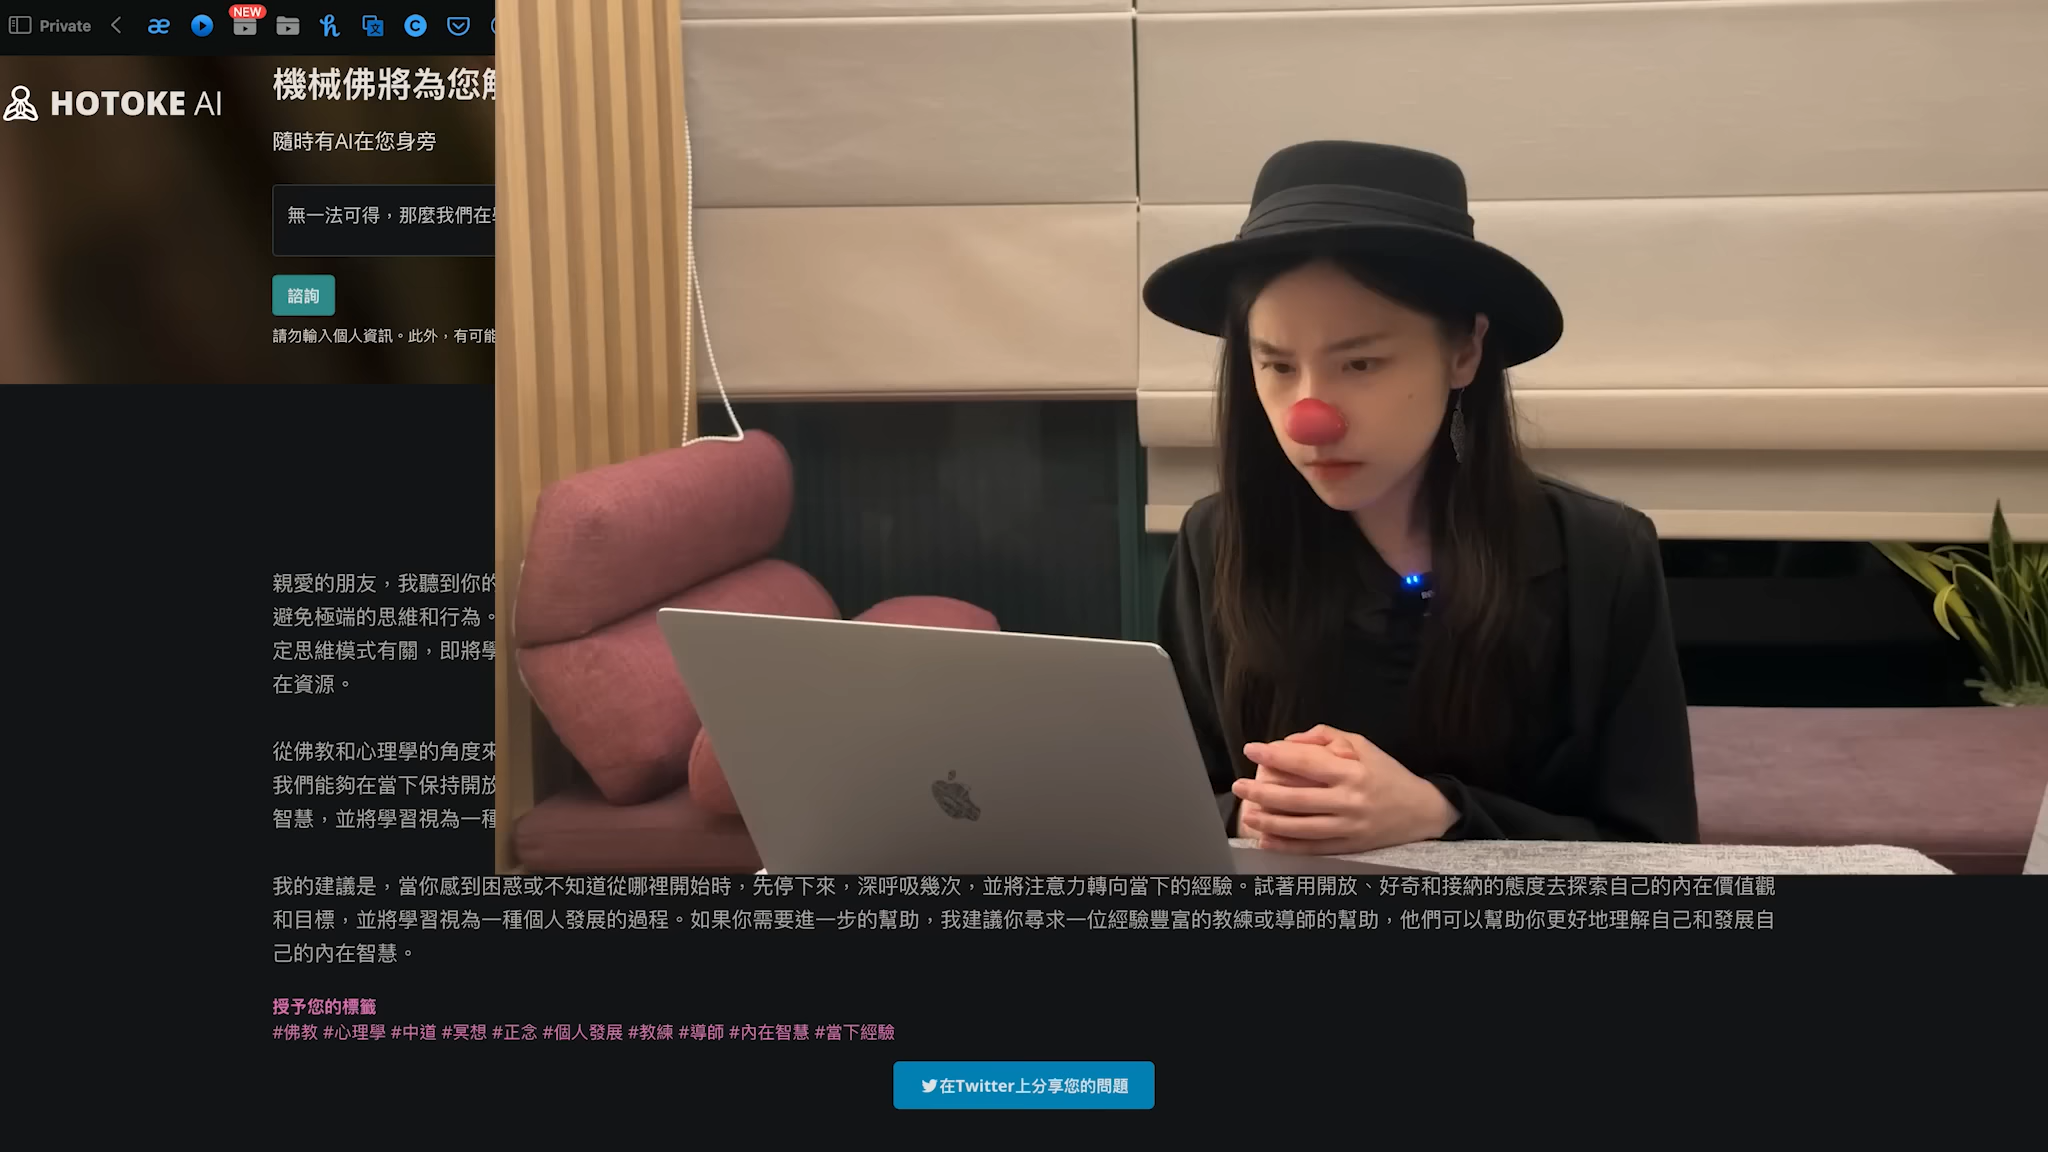 Private
NEW
HOTOKE AI
機械佛將為您解
隨時有AI在您身旁
無一法可得，那麼我們在學
諮詢
請勿輸入個人資訊。此外，有可能
親愛的朋友，我聽到你的
避免極端的思維和行為。
定思維模式有關，即將學
在資源。
從佛教和心理學的角度來
我們能夠在當下保持開放
智慧，並將學習視為一種
我的建議是，當你感到困惑或不知道從哪裡開始時，先停下來，深呼吸幾次，並將注意力轉向當下的經驗。試著用開放、好奇和接納的態度去探索自己的內在價值觀
和目標，並將學習視為一種個人發展的過程。如果你需要進一步的幫助，我建議你尋求一位經驗豐富的教練或導師的幫助，他們可以幫助你更好地理解自己和發展自
己的內在智慧。
授予您的標籤
#佛教 #心理學 #中道 #冥想 #正念 #個人發展 #教練 #導師 #內在智慧 #當下經驗
在Twitter上分享您的問題